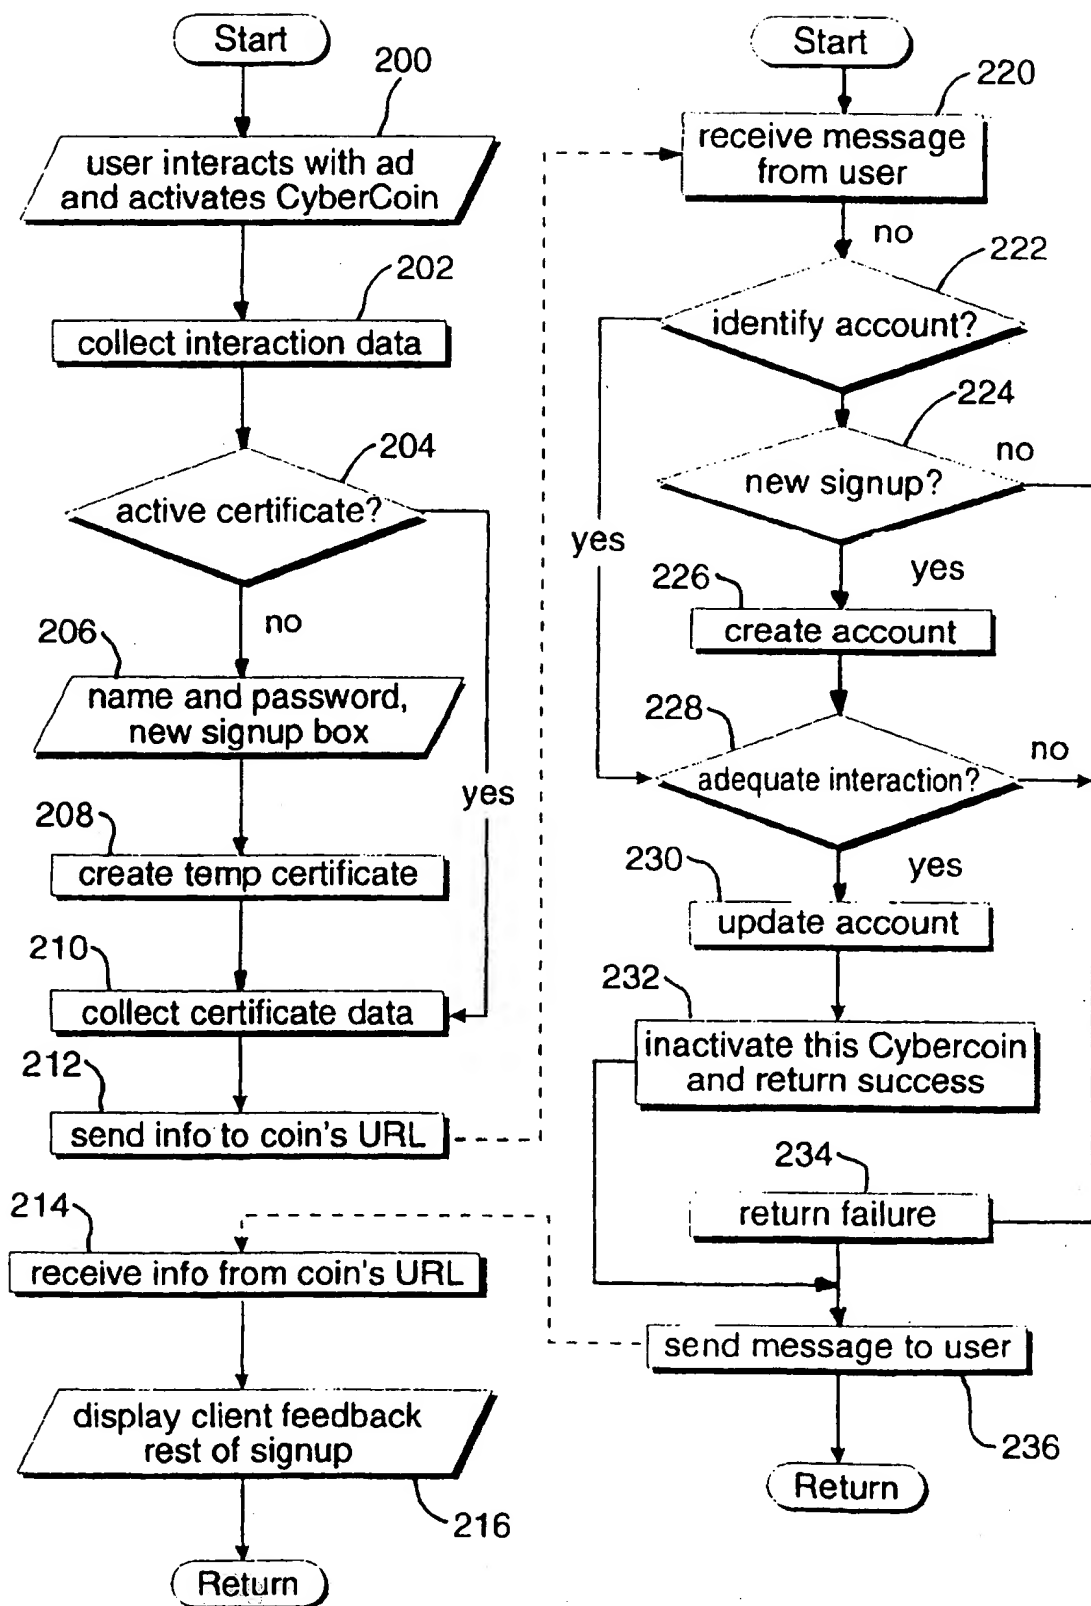 Start
200
user interacts with ad
and activates CyberCoin
202
collect interaction data
204
active certificate?
no
206
name and password,
new signup box
yes
208
create temp certificate
210
collect certificate data
212
send info to coin's URL
214
receive info from coin's URL
display client feedback
rest of signup
216
Return
Start
220
receive message
from user
no
222
identify account?
224
no
new signup?
yes
yes
226
create account
228
no
adequate interaction?
yes
230
update account
232
inactivate this Cybercoin
and return success
234
return failure
send message to user
236
Return